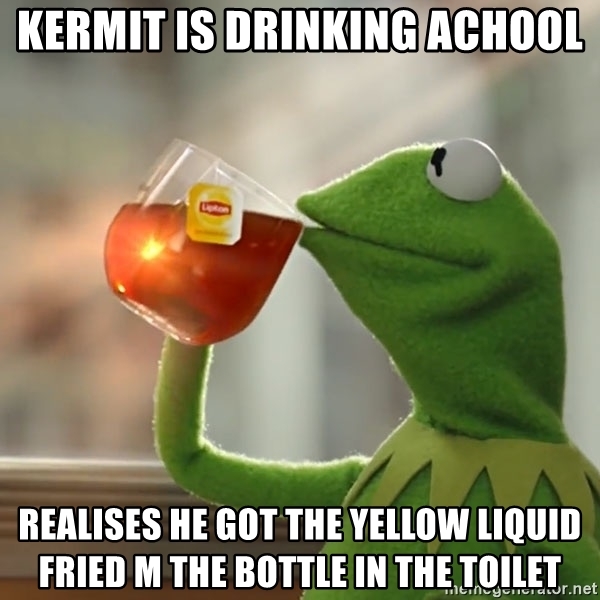 KERMIT IS DRINKING ACHOOL
Lipton
REALISES HE GOT THE YELLOW LIQUID
FRIED M THE BOTTLE IN THE TOILET
memegenerator.net